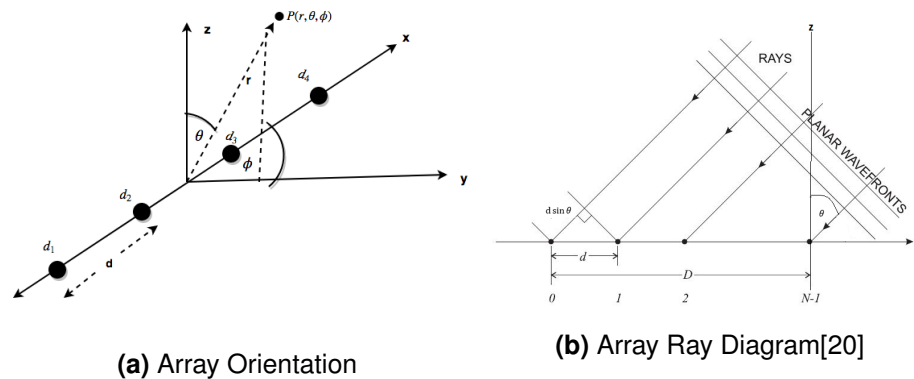 z
P(r, θ, ϕ)
x
r
d₄
θ
d₃
ϕ
y
d₂
d
d₁
(a) Array Orientation
z
RAYS
PLANAR WAVEFRONTS
d sin θ
θ
d
D
0 1 2 N-1
(b) Array Ray Diagram[20]